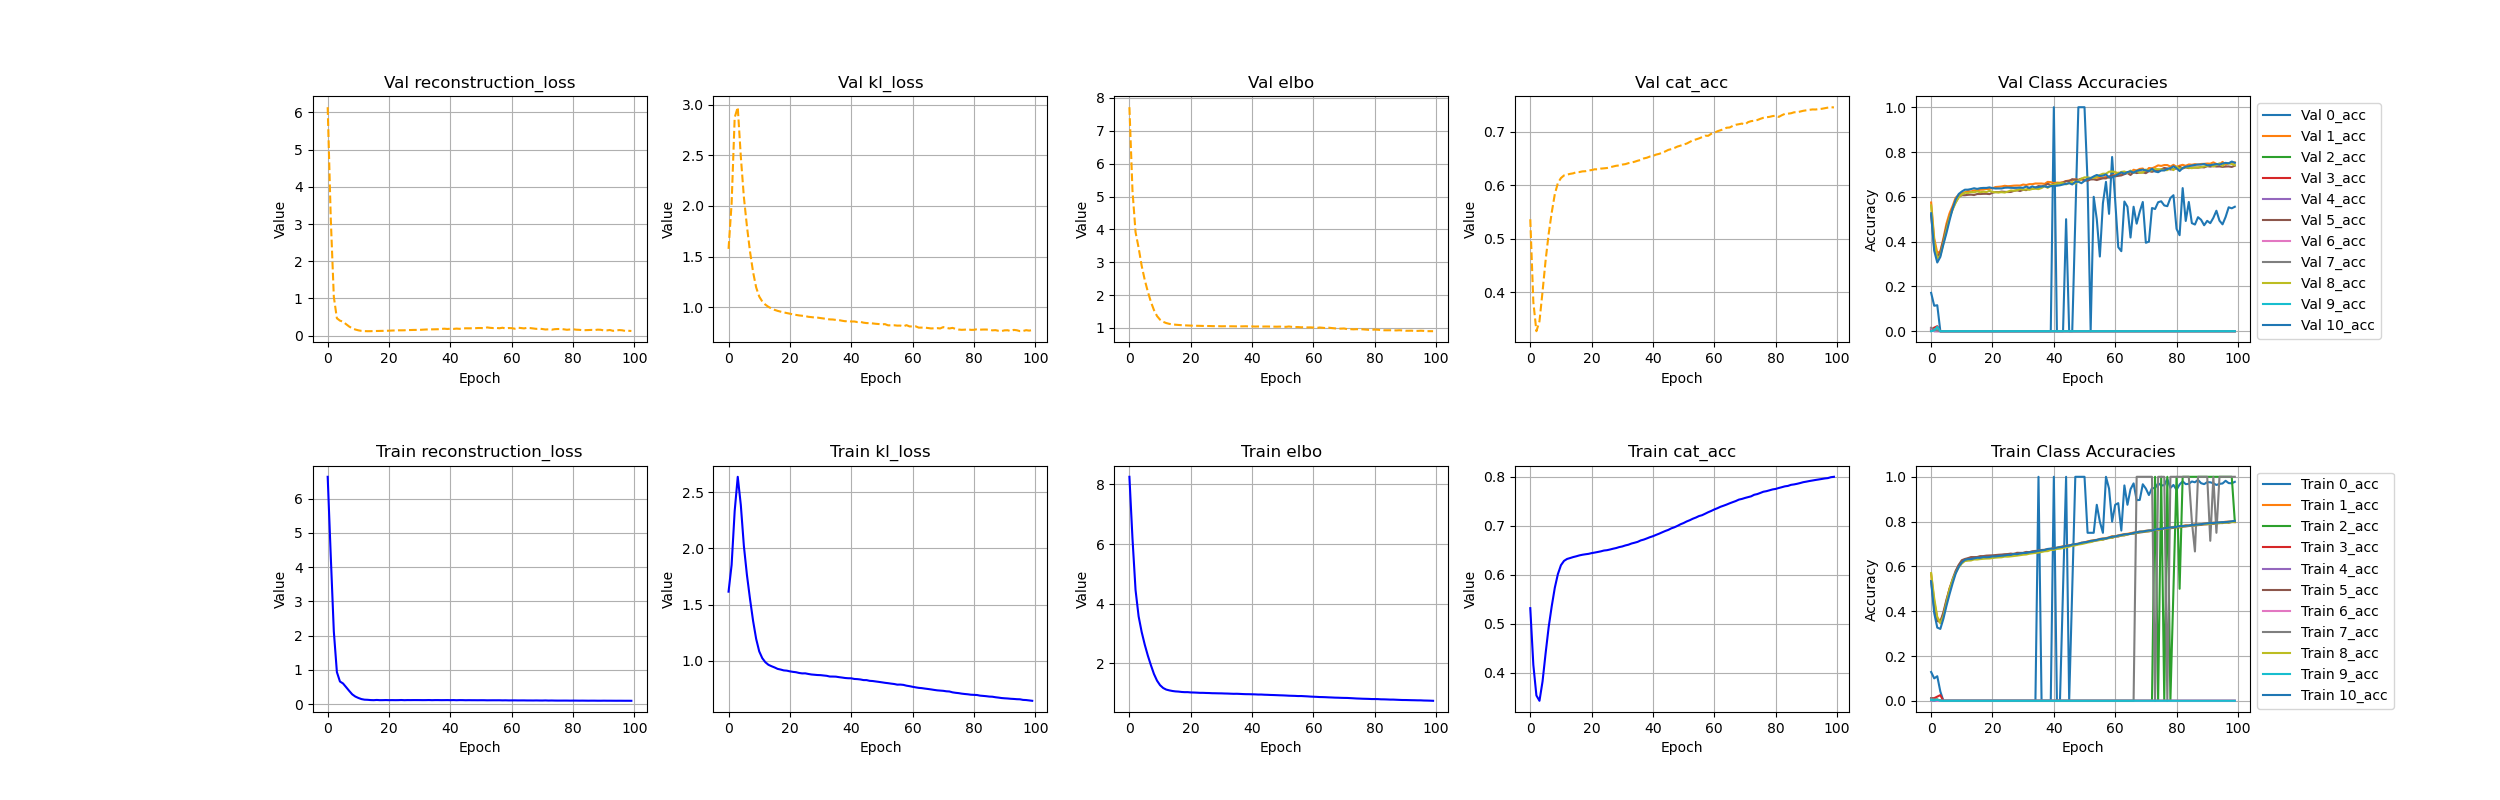 Val reconstruction_loss
Val kl_loss
Val elbo
Val cat_acc
Val Class Accuracies
Value
6
5
4
3
2
1
0
0 20 40 60 80 100
Epoch
Value
3.0
2.5
2.0
1.5
1.0
0 20 40 60 80 100
Epoch
Value
8
7
6
5
4
3
2
1
0 20 40 60 80 100
Epoch
Value
0.7
0.6
0.5
0.4
0 20 40 60 80 100
Epoch
Accuracy
1.0
0.8
0.6
0.4
0.2
0.0
0 20 40 60 80 100
Epoch
Val 0_acc
Val 1_acc
Val 2_acc
Val 3_acc
Val 4_acc
Val 5_acc
Val 6_acc
Val 7_acc
Val 8_acc
Val 9_acc
Val 10_acc
Train reconstruction_loss
Train kl_loss
Train elbo
Train cat_acc
Train Class Accuracies
Value
6
5
4
3
2
1
0
0 20 40 60 80 100
Epoch
Value
2.5
2.0
1.5
1.0
0 20 40 60 80 100
Epoch
Value
8
6
4
2
0 20 40 60 80 100
Epoch
Value
0.8
0.7
0.6
0.5
0.4
0 20 40 60 80 100
Epoch
Accuracy
1.0
0.8
0.6
0.4
0.2
0.0
0 20 40 60 80 100
Epoch
Train 0_acc
Train 1_acc
Train 2_acc
Train 3_acc
Train 4_acc
Train 5_acc
Train 6_acc
Train 7_acc
Train 8_acc
Train 9_acc
Train 10_acc